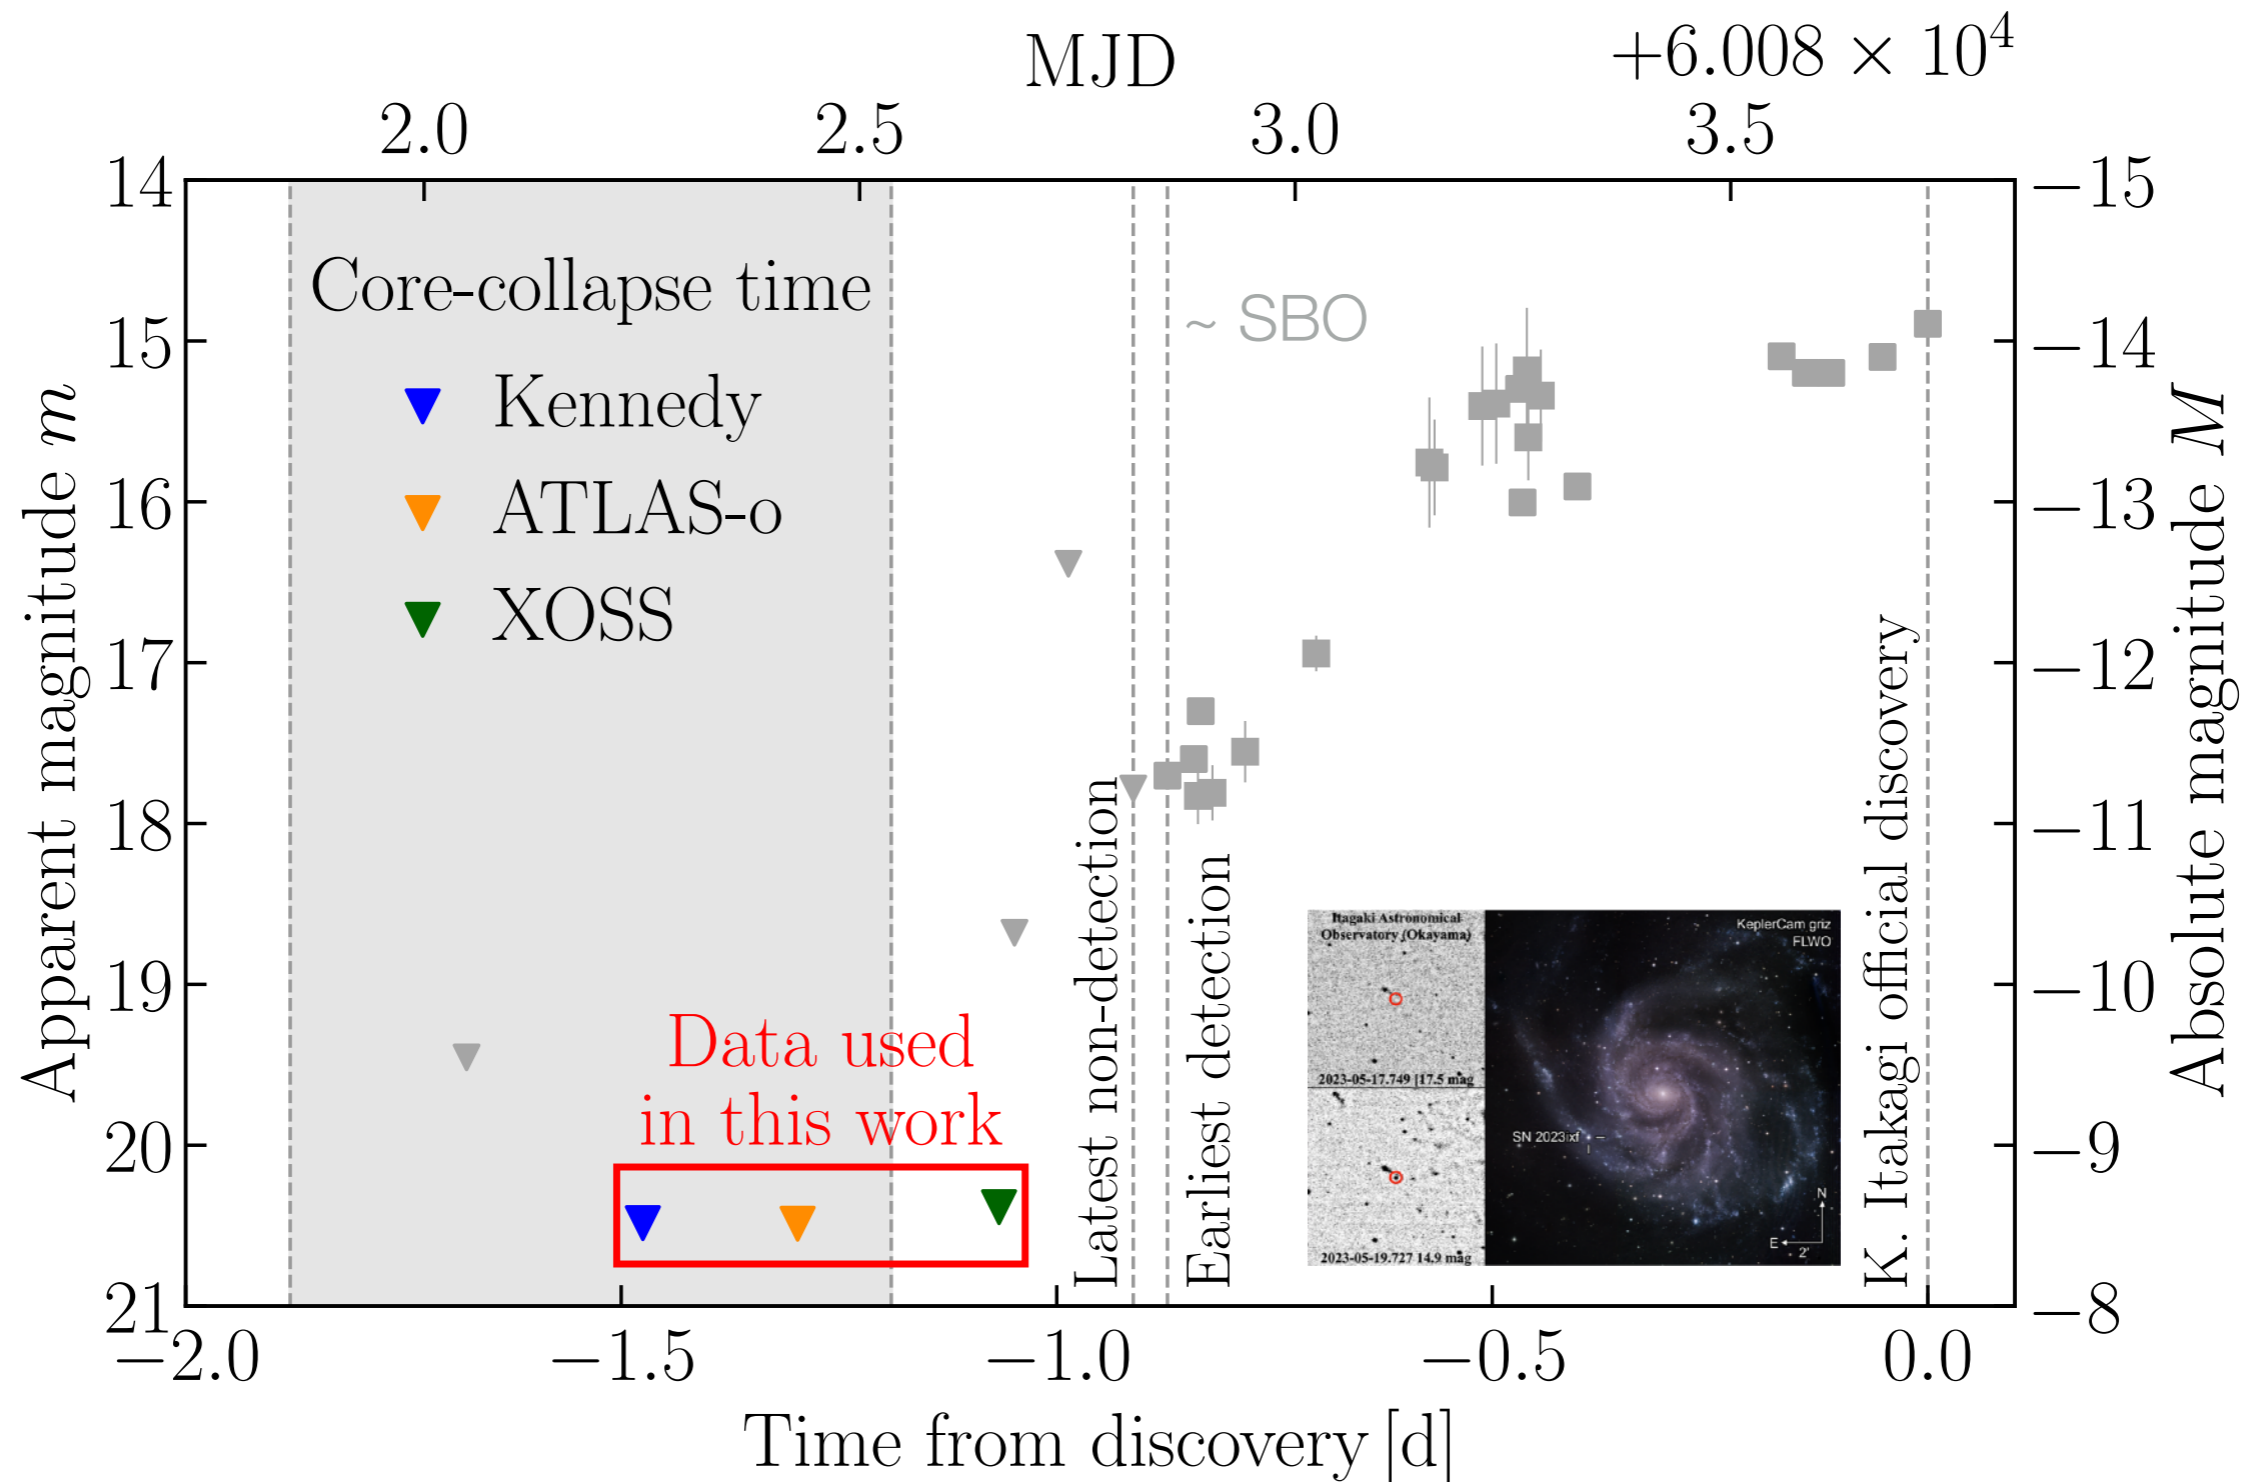 MJD
+6.008 × 10⁴
2.0 2.5 3.0 3.5
14
15
16
17
18
19
20
21
Apparent magnitude m
Core-collapse time
Kennedy
ATLAS-o
XOSS
~ SBO
Data used
in this work
Latest non-detection
Earliest detection
K. Itakagi official discovery
Itagaki Astronomical
Observatory (Okayama)
2023-05-17.749 [17.5 mag
2023-05-19.727 14.9 mag
KeplerCam griz
FLWO
SN 2023ixf
N
E
2'
−15
−14
−13
−12
−11
−10
−9
−8
Absolute magnitude M
−2.0 −1.5 −1.0 −0.5 0.0
Time from discovery [d]